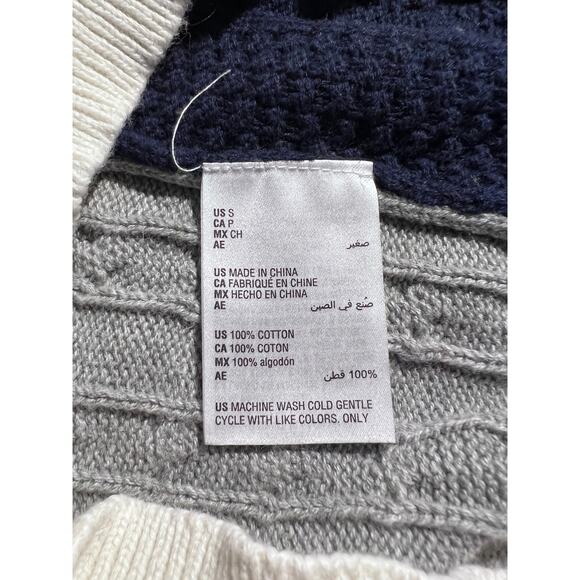 US S
CA P
MX CH
AE صغير
US MADE IN CHINA
CA FABRIQUÉ EN CHINE
MX HECHO EN CHINA
AE صُنع في الصين
US 100% COTTON
CA 100% COTON
MX 100% algodón
AE 100% قطن
US MACHINE WASH COLD GENTLE
CYCLE WITH LIKE COLORS. ONLY